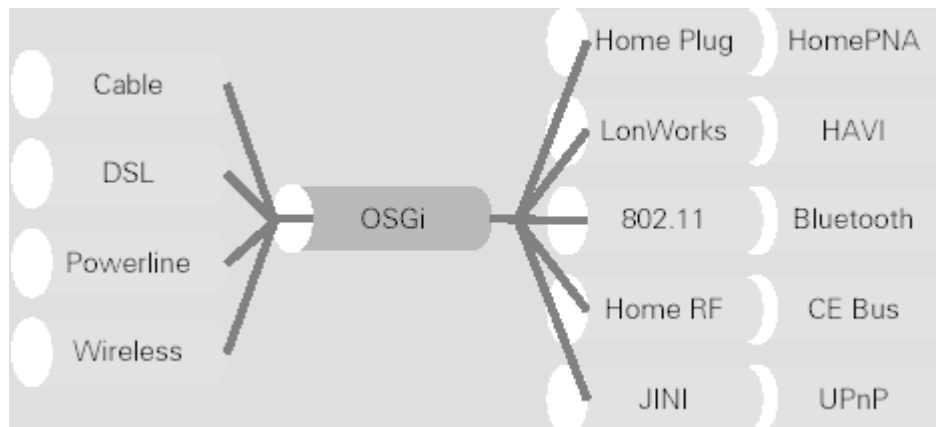 Cable
DSL
Powerline
Wireless
OSGi
Home Plug
HomePNA
LonWorks
HAVI
802.11
Bluetooth
Home RF
CE Bus
JINI
UPnP